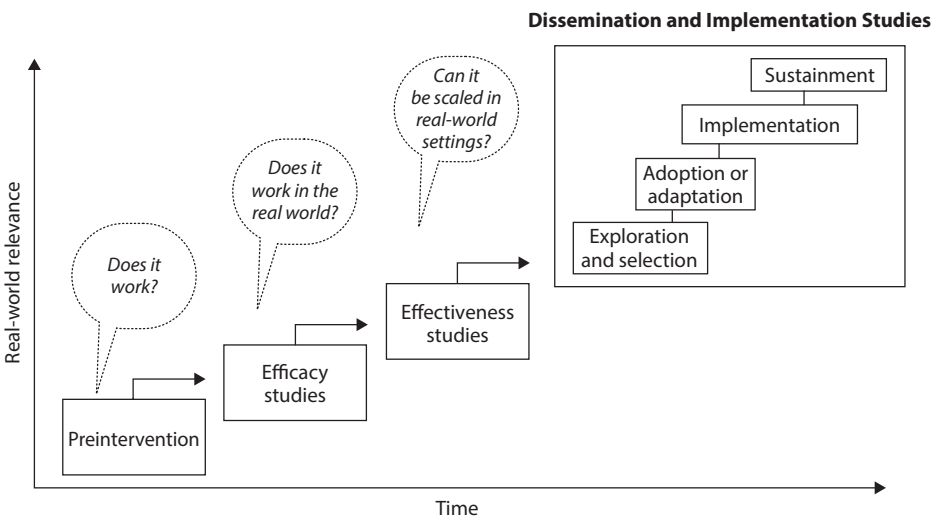 Dissemination and Implementation Studies
Can it
be scaled in
real-world
settings?
Sustainment
Implementation
Does it
work in the
real world?
Adoption or
adaptation
Exploration
and selection
Does it
work?
Effectiveness
studies
Efficacy
studies
Preintervention
Real-world relevance
Time